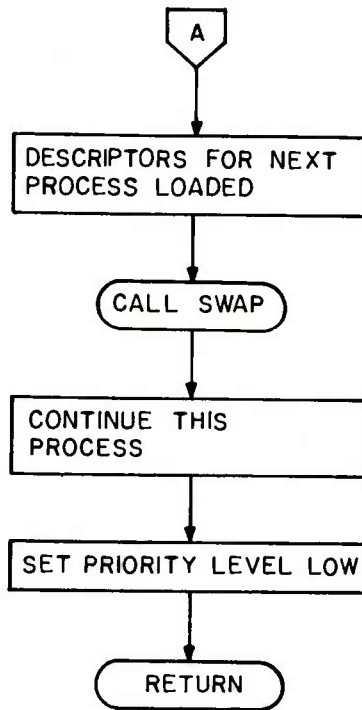 A
DESCRIPTORS FOR NEXT
PROCESS LOADED
CALL SWAP
CONTINUE THIS
PROCESS
SET PRIORITY LEVEL LOW
RETURN